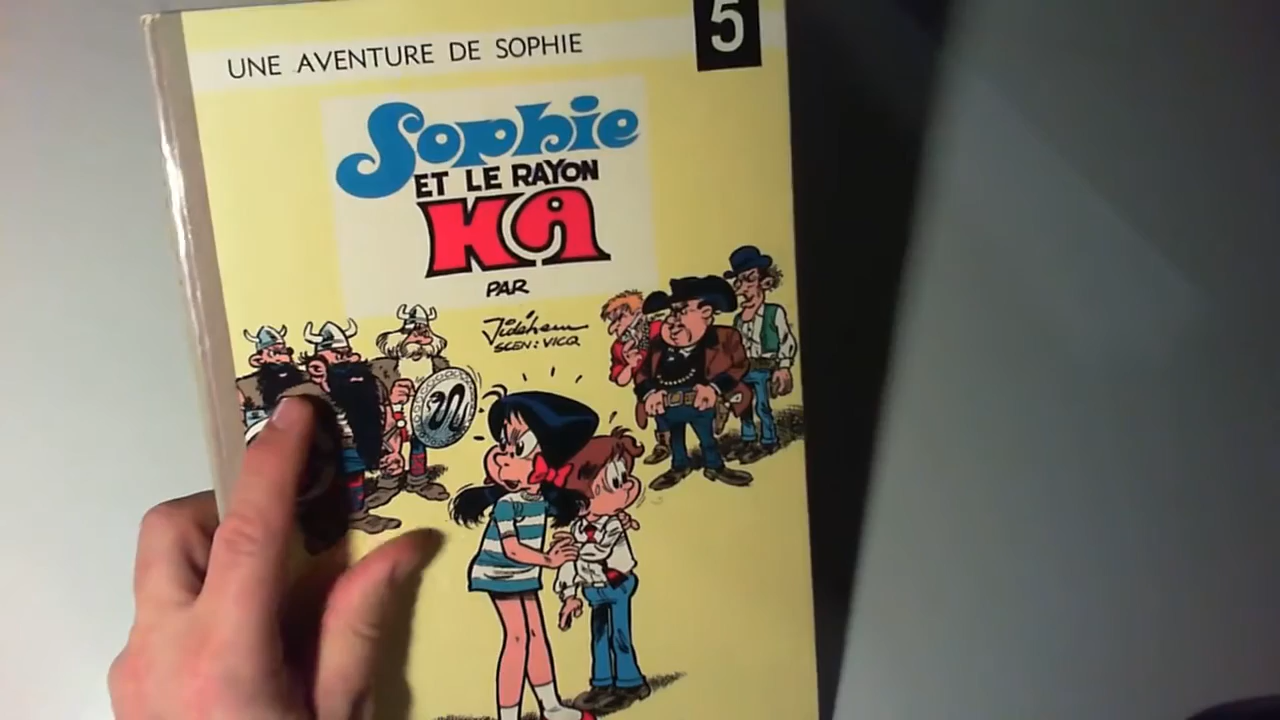 5
UNE AVENTURE DE SOPHIE
Sophie
ET LE RAYON
KA
PAR
Jidéhem
SCEN: VICQ